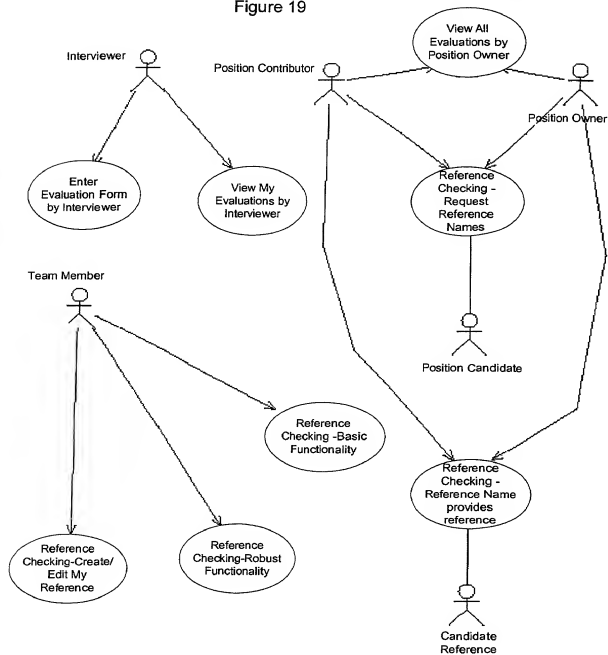 Figure 19
Interviewer
Position Contributor
View All
Evaluations by
Position Owner
Position Owner
Enter
Evaluation Form
by Interviewer
View My
Evaluations by
Interviewer
Reference
Checking -
Request
Reference
Names
Team Member
Position Candidate
Reference
Checking -Basic
Functionality
Reference
Checking -
Reference Name
provides
reference
Reference
Checking-Create/
Edit My
Reference
Reference
Checking-Robust
Functionality
Candidate
Reference